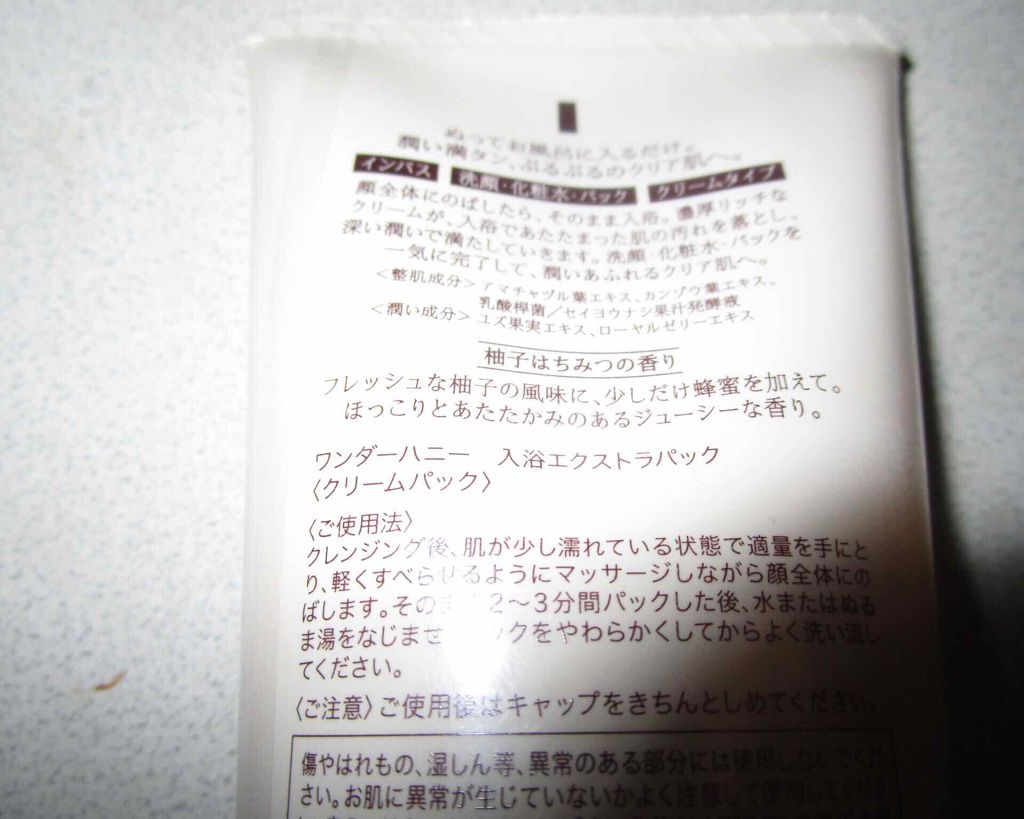 ぬってお風呂に入るだけ。
潤い満タン、ぷるぷるのクリア肌へ。
インバス 洗顔・化粧水・パック クリームタイプ
顔全体にのばしたら、そのまま入浴。濃厚リッチな
クリームが、入浴であたたまった肌の汚れを落とし、
深い潤いで満たしていきます。洗顔・化粧水・パックを
一気に完了して、潤いあふれるクリア肌へ。
＜整肌成分＞アマチャヅル葉エキス、カンゾウ葉エキス、
乳酸桿菌／セイヨウナシ果汁発酵液
＜潤い成分＞ユズ果実エキス、ローヤルゼリーエキス
柚子はちみつの香り
フレッシュな柚子の風味に、少しだけ蜂蜜を加えて。
ほっこりとあたたかみのあるジューシーな香り。
ワンダーハニー 入浴エクストラパック
〈クリームパック〉
〈ご使用法〉
クレンジング後、肌が少し濡れている状態で適量を手にと
り、軽くすべらせるようにマッサージしながら顔全体にの
ばします。その 2〜3分間パックした後、水またはぬる
ま湯をなじませ クをやわらかくしてからよく洗い流し
てください。
〈ご注意〉ご使用後はキャップをきちんとしめてください。
傷やはれもの、湿しん等、異常のある部分には使用しないでくだ
さい。お肌に異常が生じていないかよく注意して使用してい